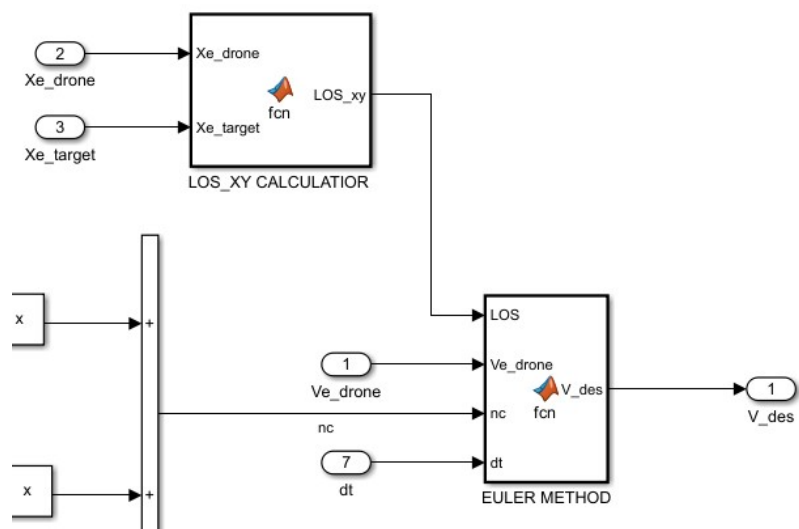 2
Xe_drone
3
Xe_target
Xe_drone
Xe_target
fcn
LOS_xy
LOS_XY CALCULATIOR
x
+
x
+
1
Ve_drone
nc
7
dt
LOS
Ve_drone
nc
dt
fcn
V_des
EULER METHOD
1
V_des